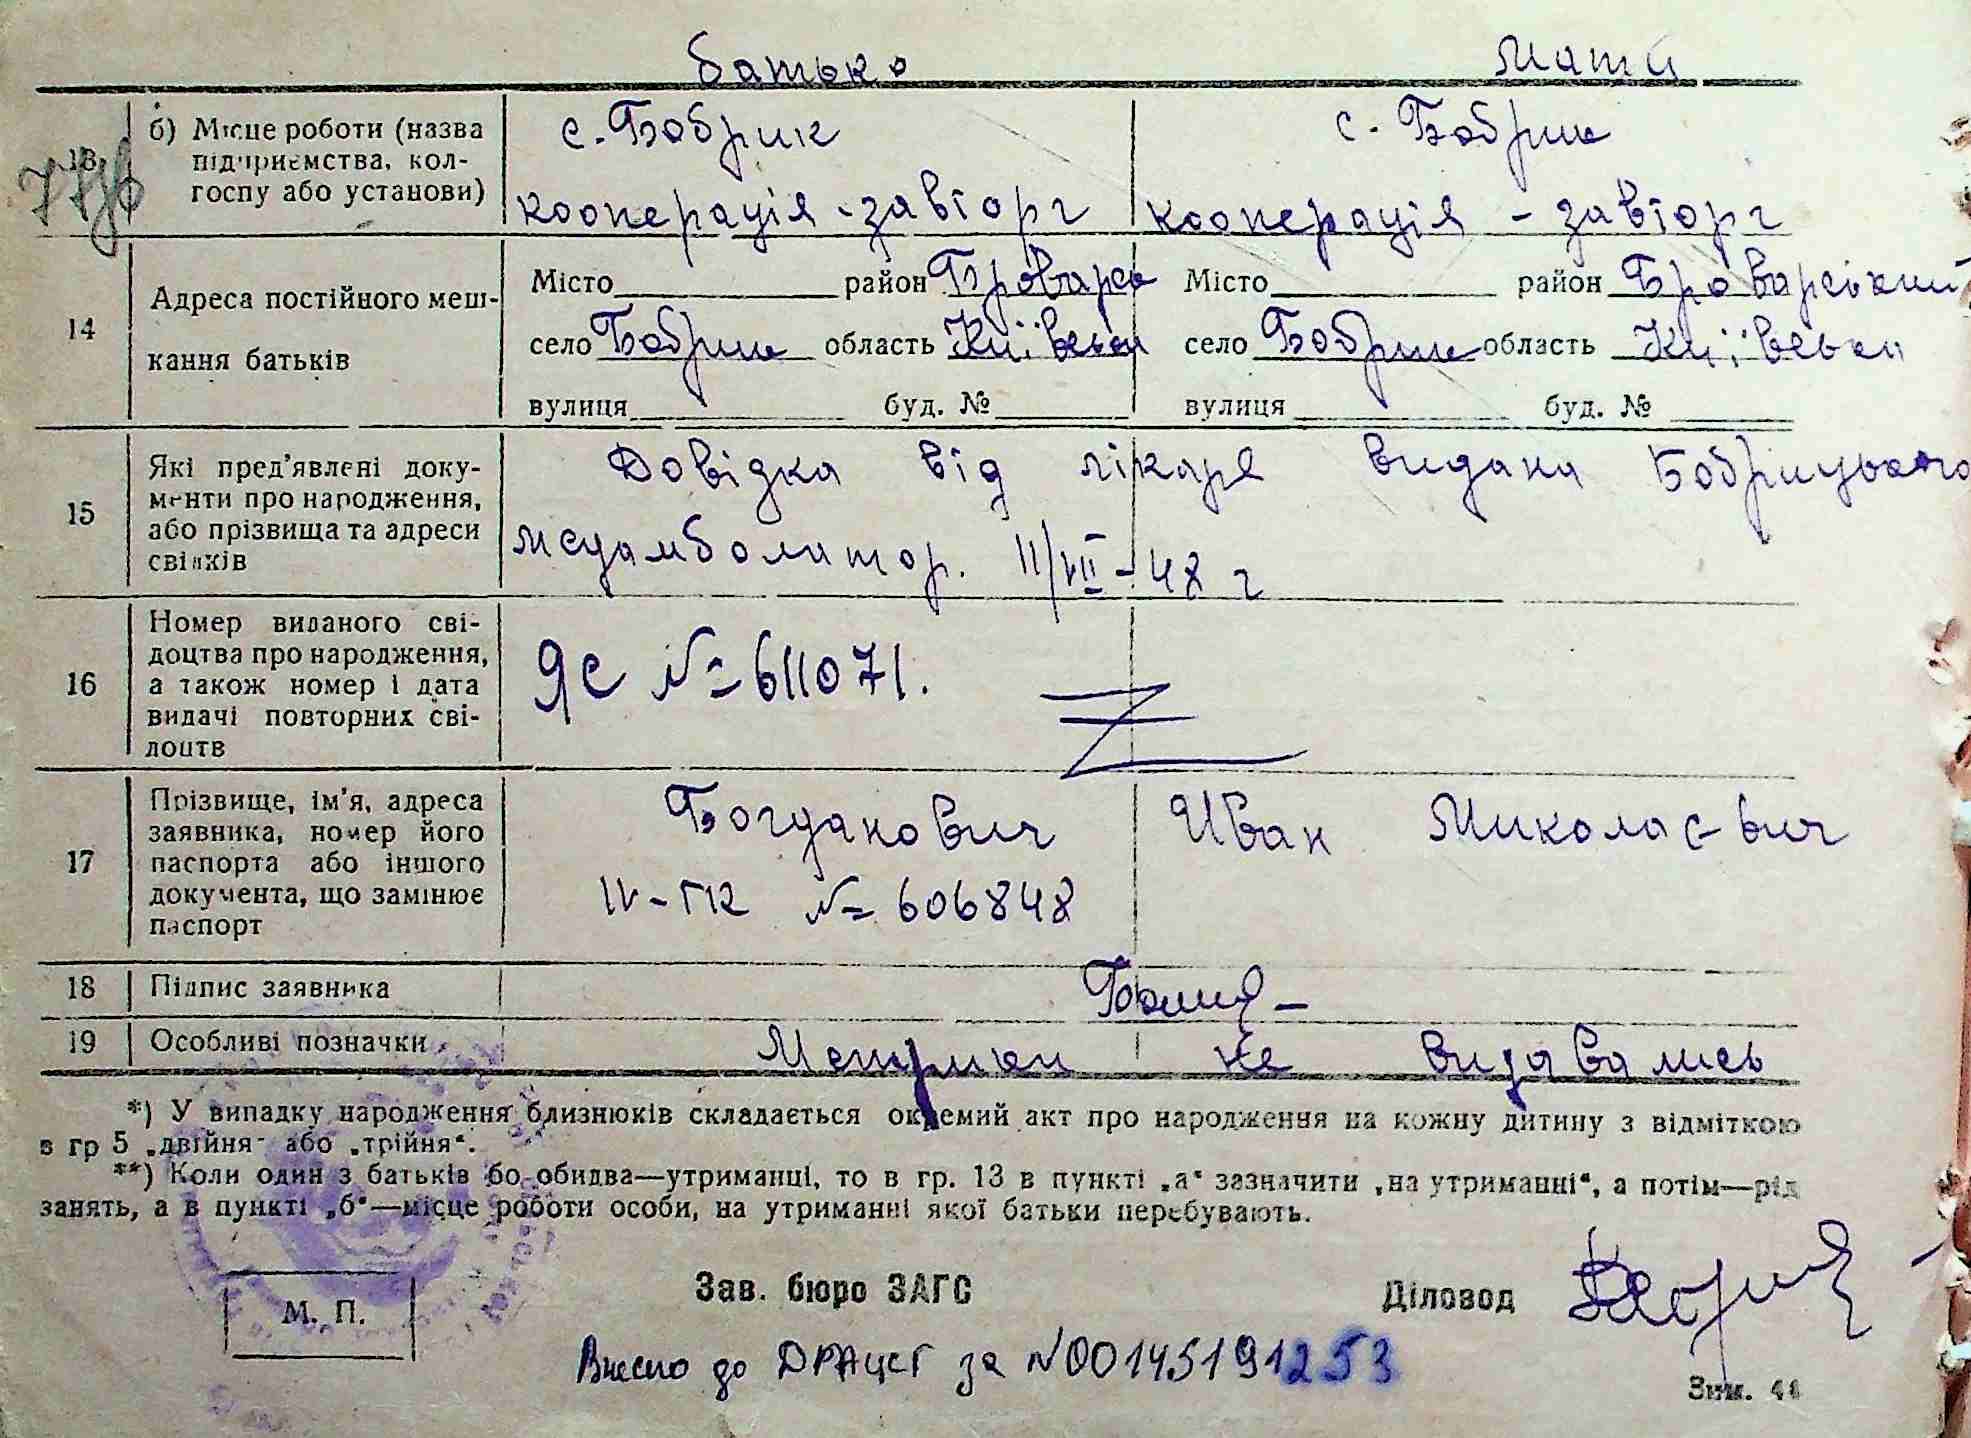 батько мати
13 б) Місце роботи (назва підприємства, колгоспу або установи)
с. Бобрик с. Бобрик
кооперація - завторг кооперація - завторг
14 Адреса постійного мешкання батьків
Місто район Броварсь Місто район Броварський
село Бобрик область Київська село Бобрик область Київська
вулиця буд. № вулиця буд. №
15 Які пред'явлені документи про народження, або прізвища та адреси свідків
Довідка від лікаря видана Бобрицького
медамболатор. 11/VII-48 г
16 Номер виданого свідоцтва про народження, а також номер і дата видачі повторних свідоцтв
ЯС № 611071.
17 Прізвище, ім'я, адреса заявника, номер його паспорта або іншого документа, що замінює паспорт
Богданович Иван Миколаєвич
IV-ГК № 606848
18 Підпис заявника
19 Особливі позначки
Метрики не видавались
*) У випадку народження близнюків складається окремий акт про народження на кожну дитину з відміткою
в гр 5 „двійня" або „трійня".
**) Коли один з батьків бо обидва—утриманці, то в гр. 13 в пункті „а" зазначити „на утриманні", а потім—рід
занять, а в пункті „б"—місце роботи особи, на утриманні якої батьки перебувають.
Зав. бюро ЗАГС Діловод
М. П.
Внесено до ДРАЦСГ за №00145191253
Зам. 44